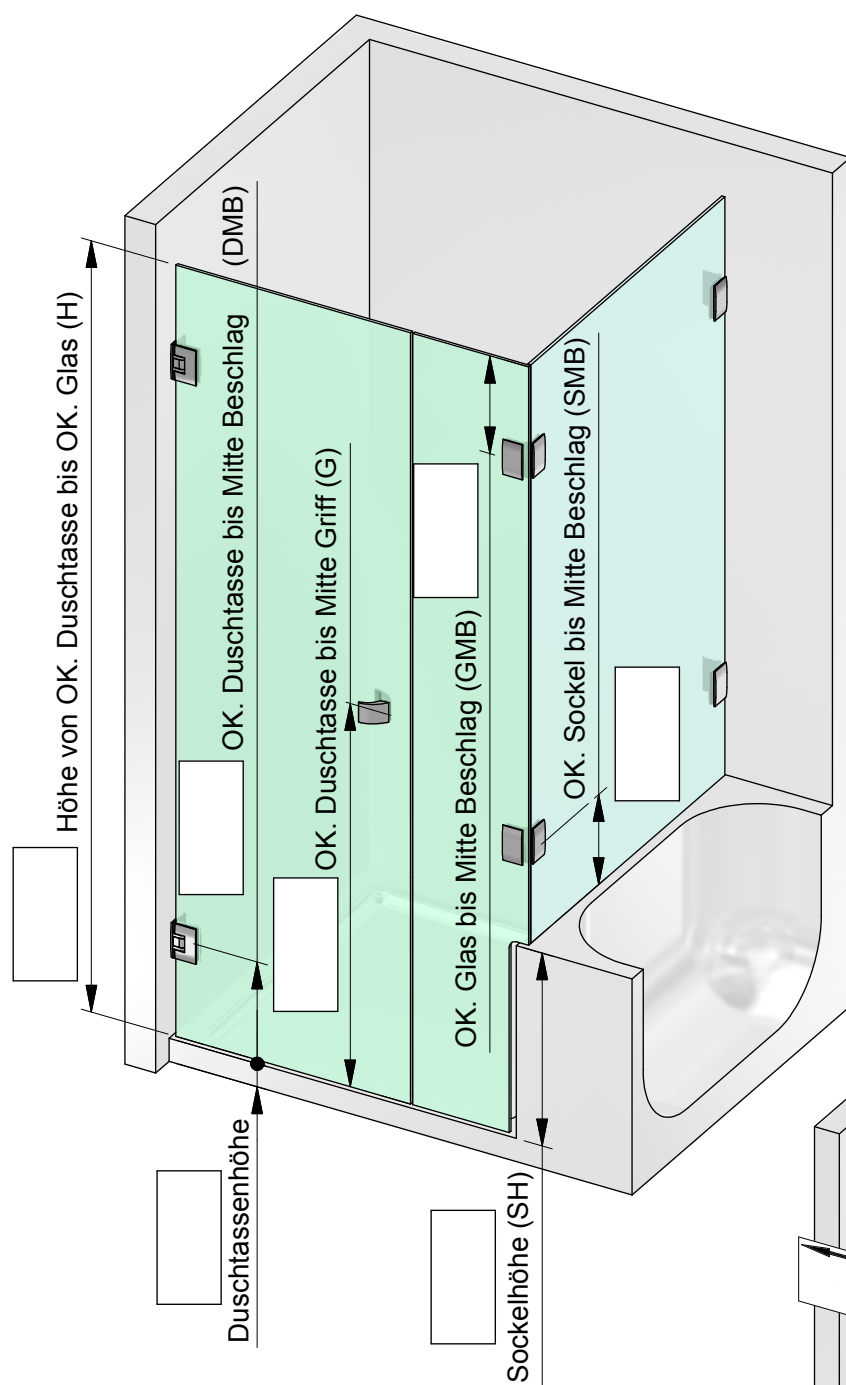 Höhe von OK. Duschtasse bis OK. Glas (H)
OK. Duschtasse bis Mitte Beschlag (DMB)
OK. Duschtasse bis Mitte Griff (G)
OK. Glas bis Mitte Beschlag (GMB)
OK. Sockel bis Mitte Beschlag (SMB)
Duschtassenhöhe
Sockelhöhe (SH)